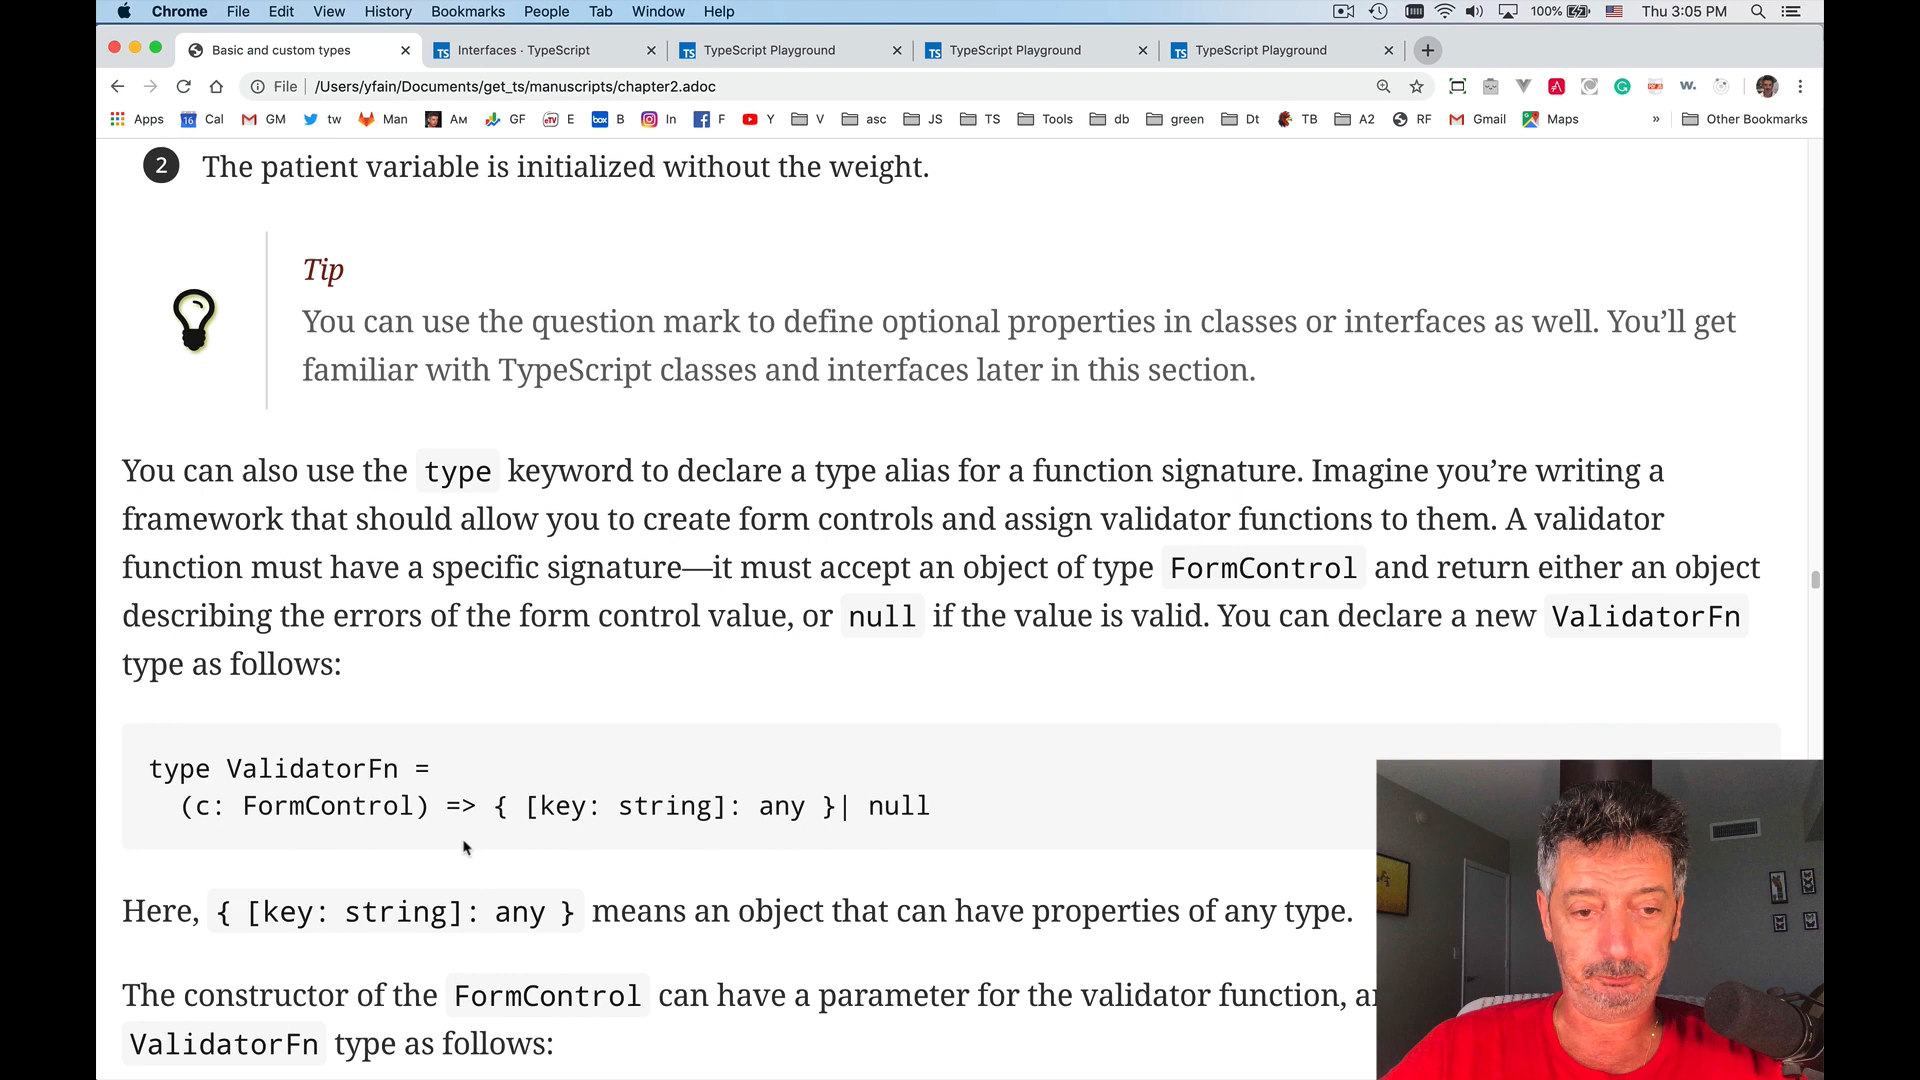 Chrome File Edit View History Bookmarks People Tab Window Help 100% Thu 3:05 PM
Basic and custom types TS Interfaces · TypeScript TS TypeScript Playground TS TypeScript Playground TS TypeScript Playground
File /Users/yfain/Documents/get_ts/manuscripts/chapter2.adoc
Apps 16 Cal GM tw Man Ам GF eTV E box B In F Y V asc JS TS Tools db green Dt TB A2 RF Gmail Maps » Other Bookmarks
2 The patient variable is initialized without the weight.
Tip
You can use the question mark to define optional properties in classes or interfaces as well. You’ll get
familiar with TypeScript classes and interfaces later in this section.
You can also use the type keyword to declare a type alias for a function signature. Imagine you’re writing a
framework that should allow you to create form controls and assign validator functions to them. A validator
function must have a specific signature—it must accept an object of type FormControl and return either an object
describing the errors of the form control value, or null if the value is valid. You can declare a new ValidatorFn
type as follows:
type ValidatorFn =
(c: FormControl) => { [key: string]: any }| null
Here, { [key: string]: any } means an object that can have properties of any type.
The constructor of the FormControl can have a parameter for the validator function,
ValidatorFn type as follows: